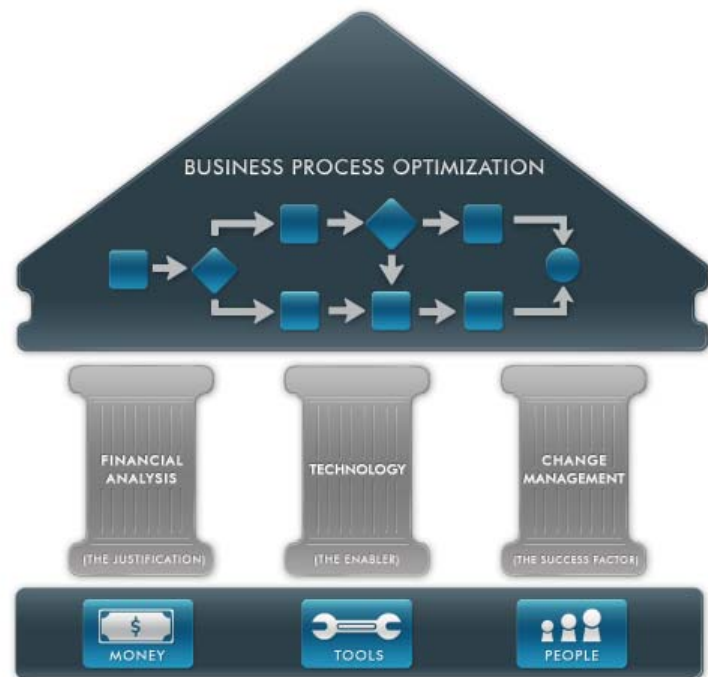 BUSINESS PROCESS OPTIMIZATION
FINANCIAL
ANALYSIS
(THE JUSTIFICATION)
TECHNOLOGY
(THE ENABLER)
CHANGE
MANAGEMENT
(THE SUCCESS FACTOR)
$
MONEY
TOOLS
PEOPLE